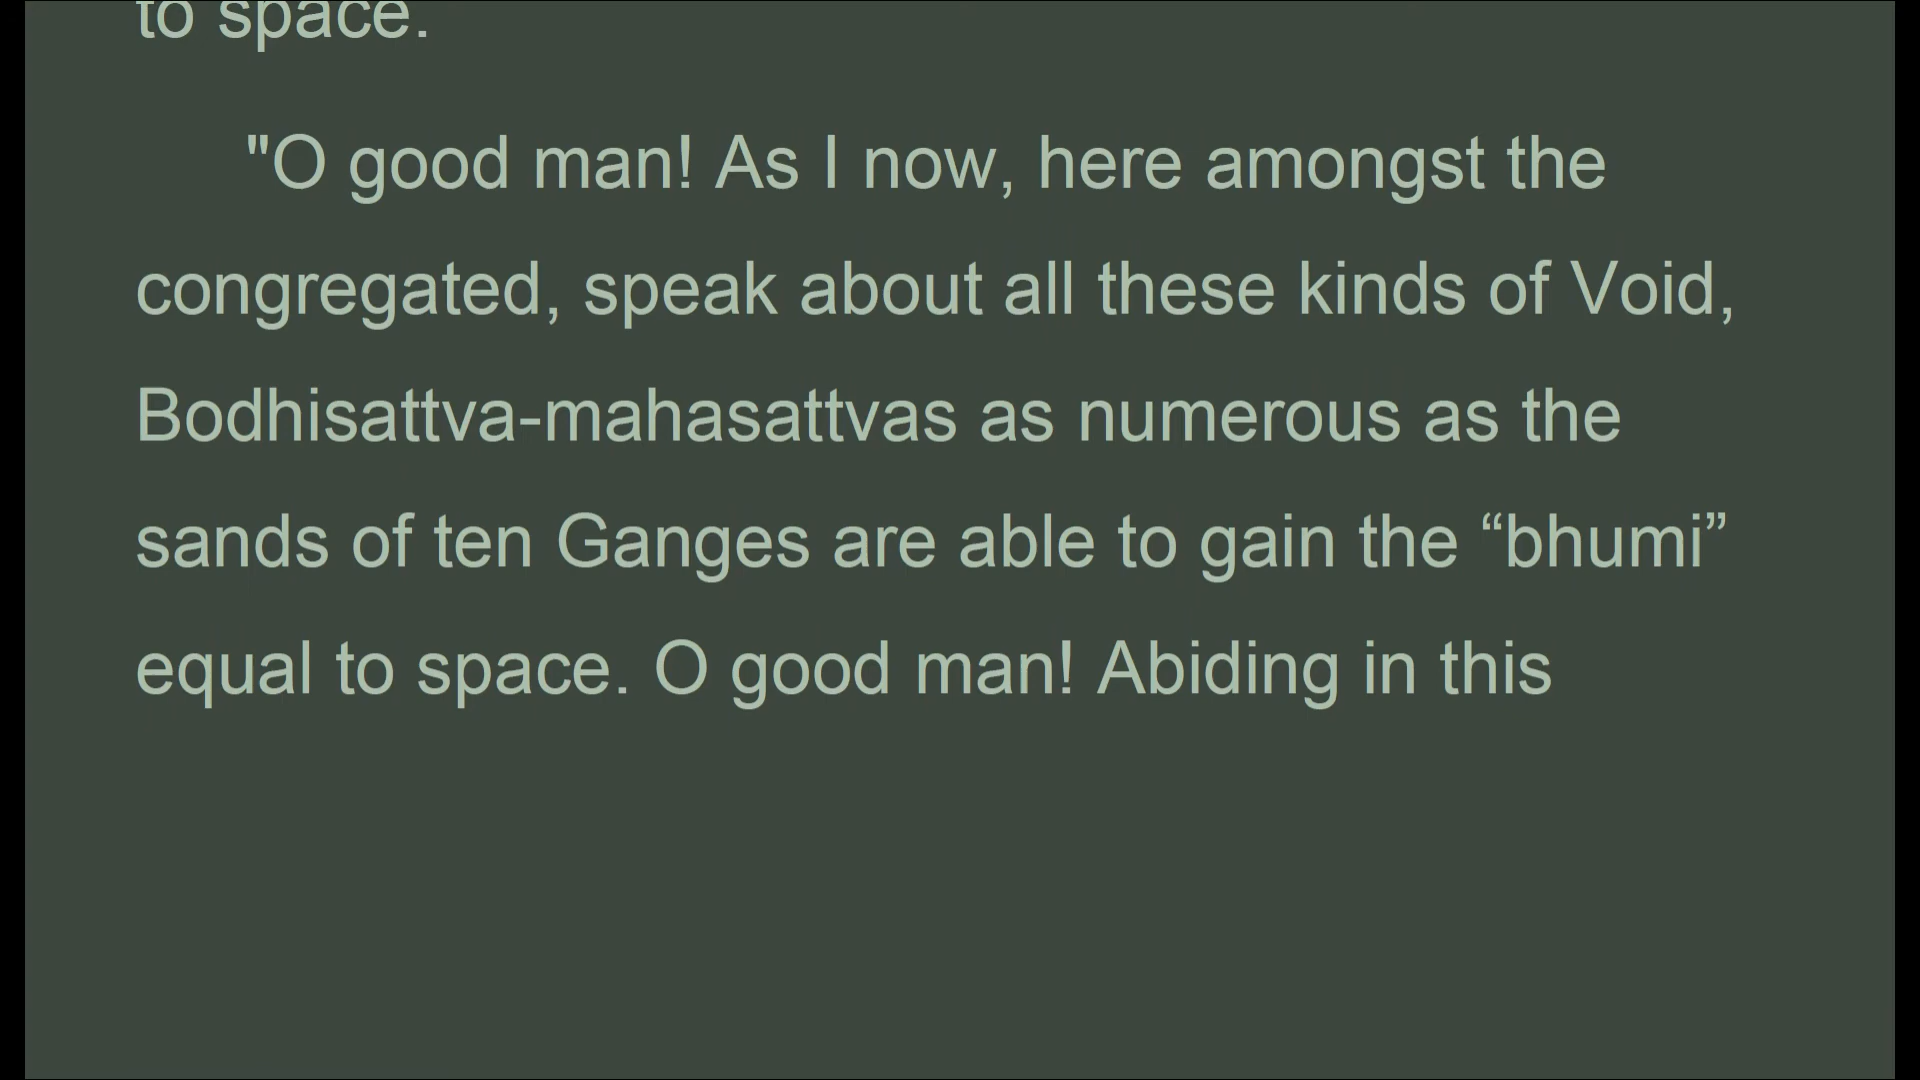 to space.
"O good man! As I now, here amongst the
congregated, speak about all these kinds of Void,
Bodhisattva-mahasattvas as numerous as the
sands of ten Ganges are able to gain the “bhumi”
equal to space. O good man! Abiding in this